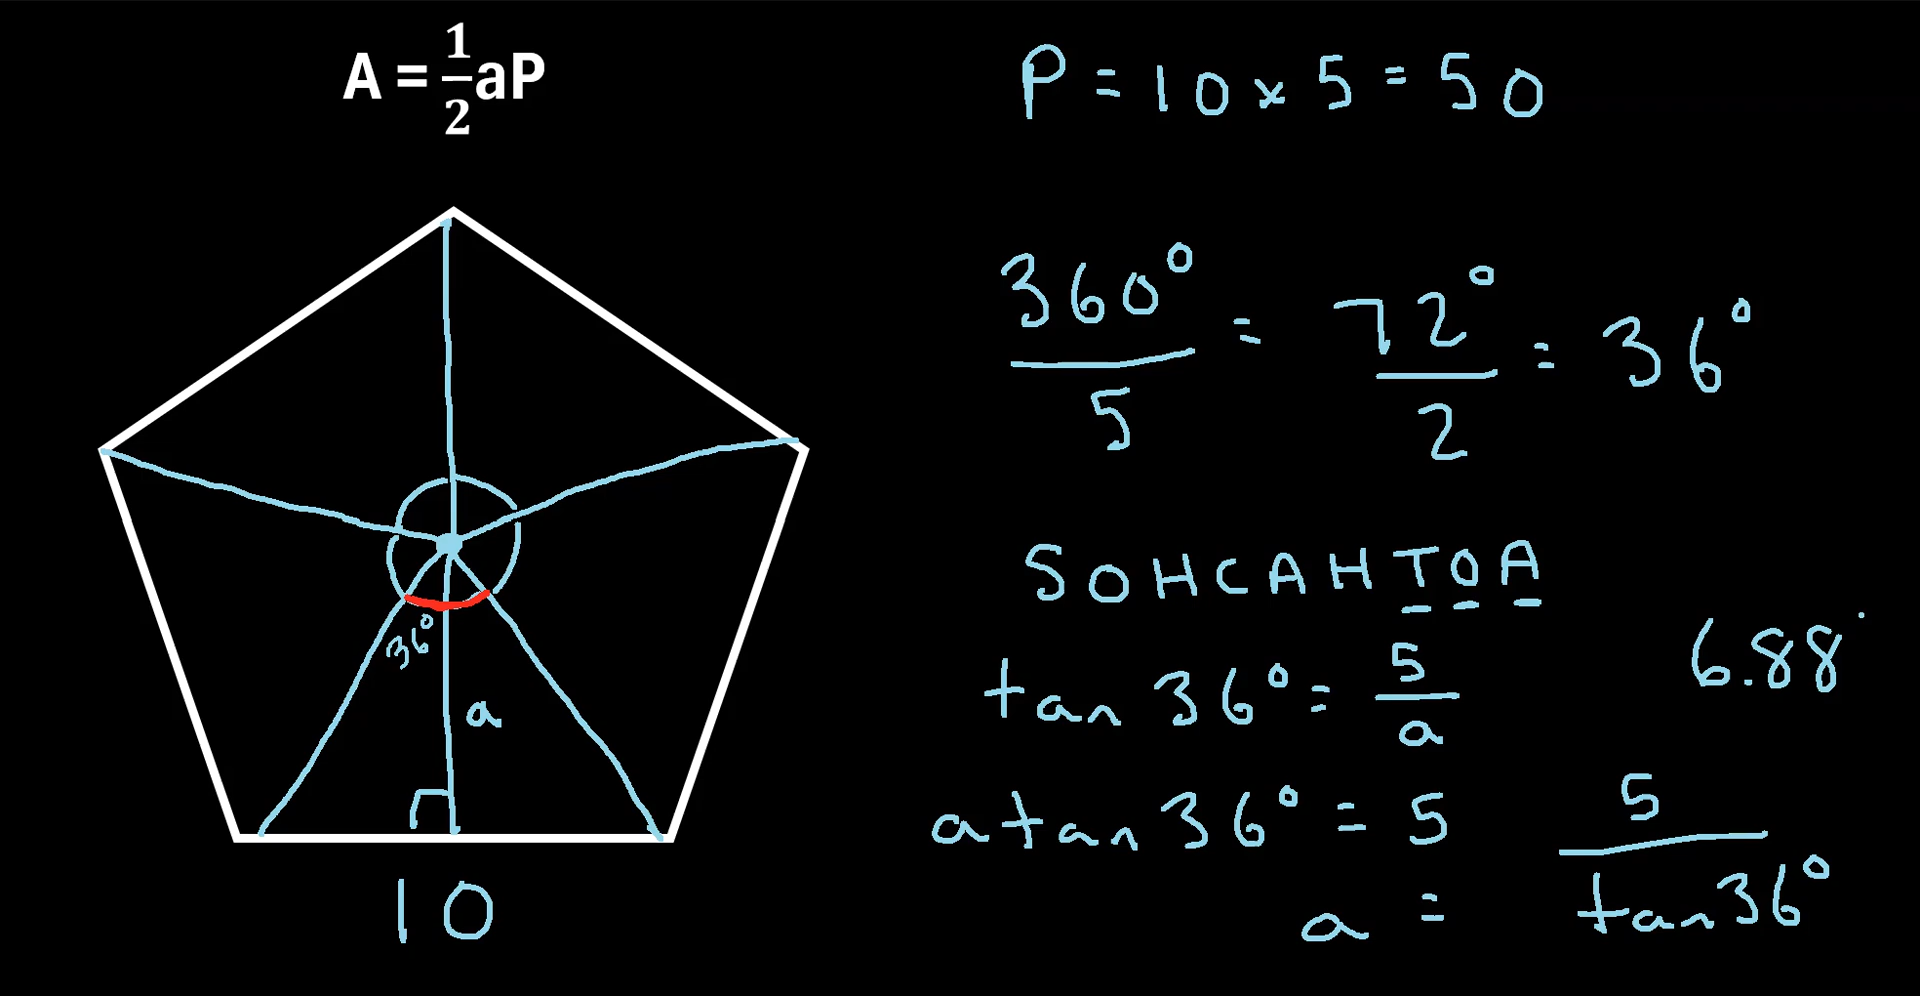 A = 1/2 aP
P = 10 x 5 = 50
360° / 5 = 72° / 2 = 36°
SOHCAHTOA
36°
tan 36° = 5 / a
6.88
a
a tan 36° = 5
a = 5 / tan 36°
10